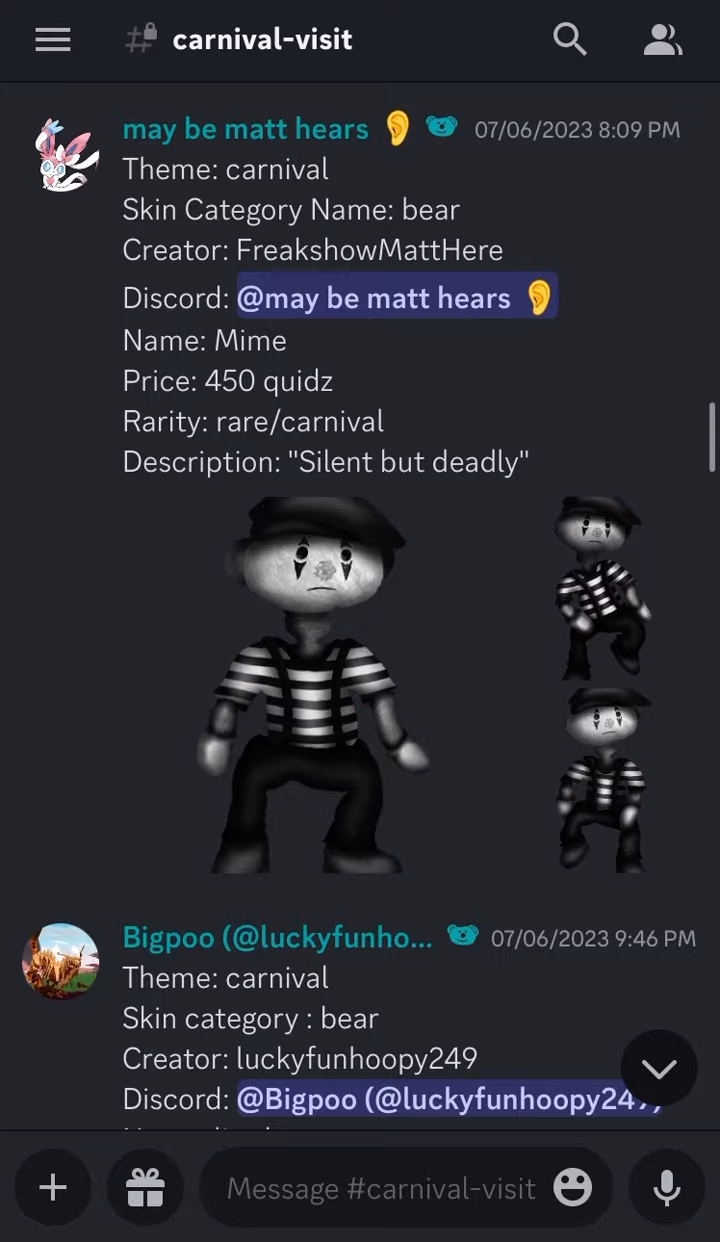 carnival-visit
may be matt hears 👂 07/06/2023 8:09 PM
Theme: carnival
Skin Category Name: bear
Creator: FreakshowMattHere
Discord: @may be matt hears 👂
Name: Mime
Price: 450 quidz
Rarity: rare/carnival
Description: "Silent but deadly"
Bigpoo (@luckyfunho... 07/06/2023 9:46 PM
Theme: carnival
Skin category : bear
Creator: luckyfunhoopy249
Discord: @Bigpoo (@luckyfunhoopy249)
Message #carnival-visit